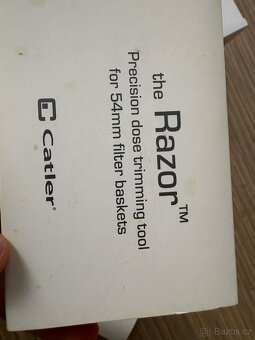 the Razor™
Precision dose trimming tool
for 54mm filter baskets
Catler®
Bazos.cz